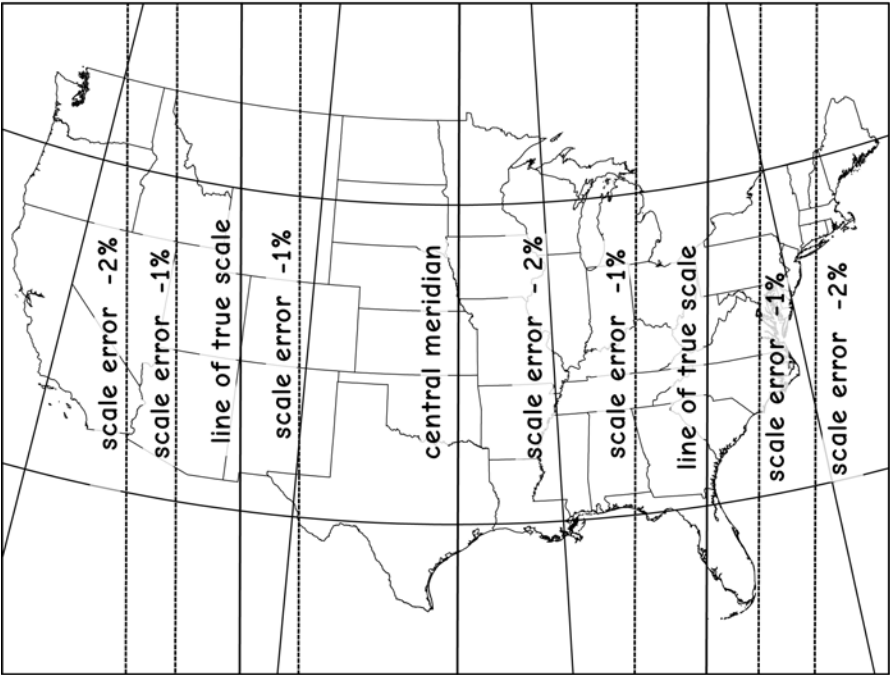 scale error -2%
scale error -1%
line of true scale
scale error -1%
central meridian
scale error -2%
scale error -1%
line of true scale
scale error -1%
scale error -2%